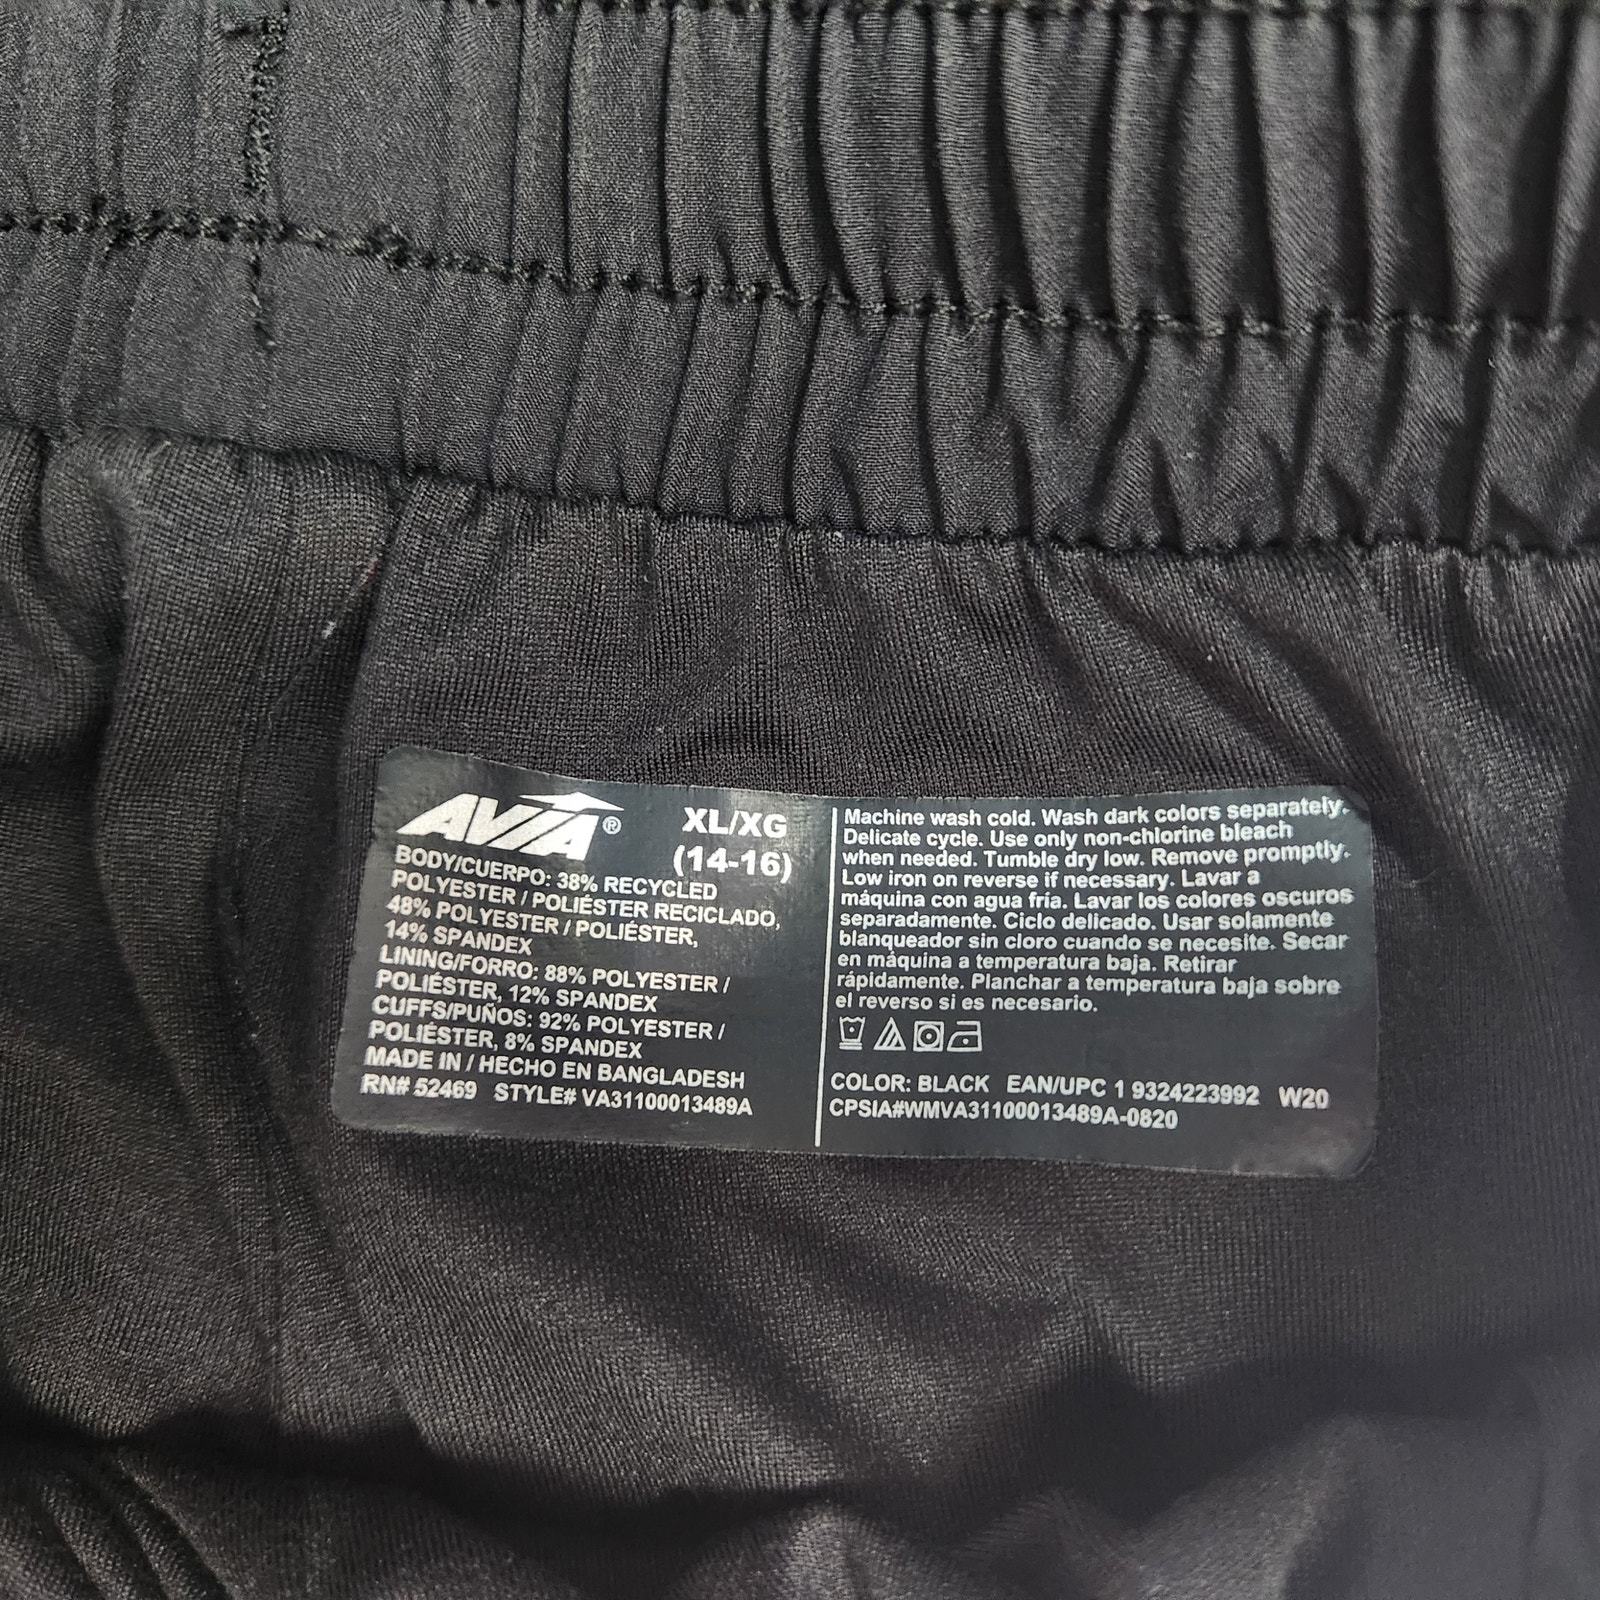 AVIA®
XL/XG
(14-16)
BODY/CUERPO: 38% RECYCLED
POLYESTER / POLIÉSTER RECICLADO,
48% POLYESTER / POLIÉSTER,
14% SPANDEX
LINING/FORRO: 88% POLYESTER /
POLIÉSTER, 12% SPANDEX
CUFFS/PUÑOS: 92% POLYESTER /
POLIÉSTER, 8% SPANDEX
MADE IN / HECHO EN BANGLADESH
RN# 52469 STYLE# VA31100013489A
Machine wash cold. Wash dark colors separately.
Delicate cycle. Use only non-chlorine bleach
when needed. Tumble dry low. Remove promptly.
Low iron on reverse if necessary. Lavar a
máquina con agua fria. Lavar los colores oscuros
separadamente. Ciclo delicado. Usar solamente
blanqueador sin cloro cuando se necesite. Secar
en máquina a temperatura baja. Retirar
rápidamente. Planchar a temperatura baja sobre
el reverso si es necesario.
COLOR: BLACK EAN/UPC 1 9324223992 W20
CPSIA#WMVA31100013489A-0820